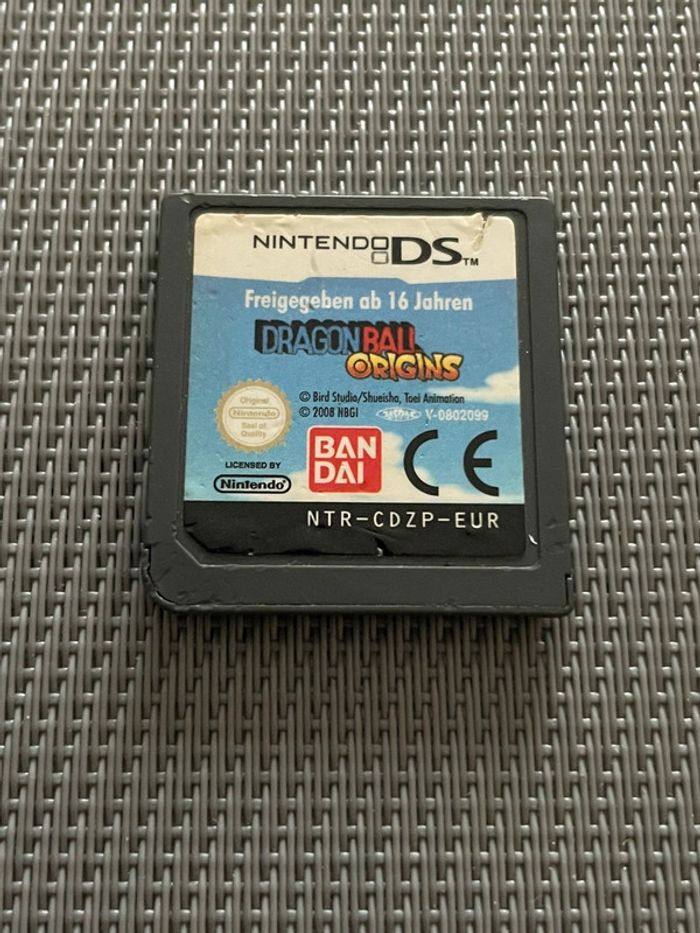 NINTENDO DS TM
Freigegeben ab 16 Jahren
DRAGON BALL
ORIGINS
© Bird Studio/Shueisha, Toei Animation
© 2008 NBGI V-0802099
Original
Nintendo
Seal of
Quality
LICENSED BY
Nintendo
BAN
DAI
CE
NTR-CDZP-EUR